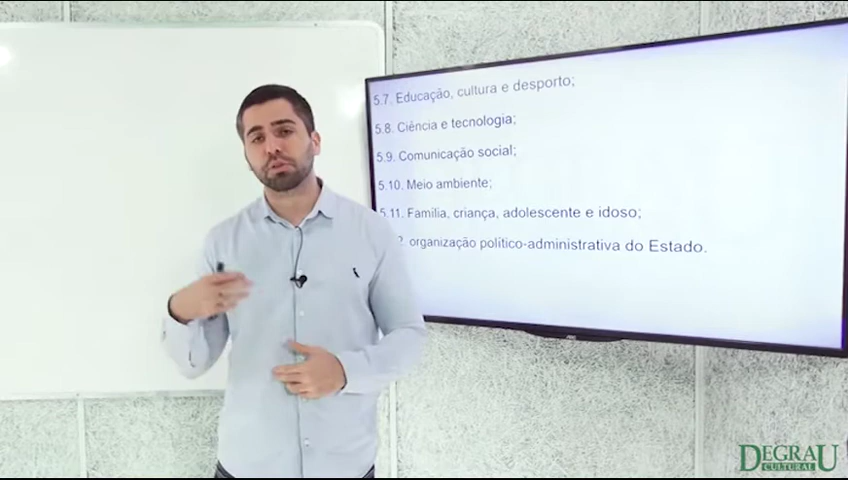 5.7. Educação, cultura e desporto;
5.8. Ciência e tecnologia;
5.9. Comunicação social;
5.10. Meio ambiente;
5.11. Família, criança, adolescente e idoso;
2. organização político-administrativa do Estado.
DEGRAU
CULTURAL